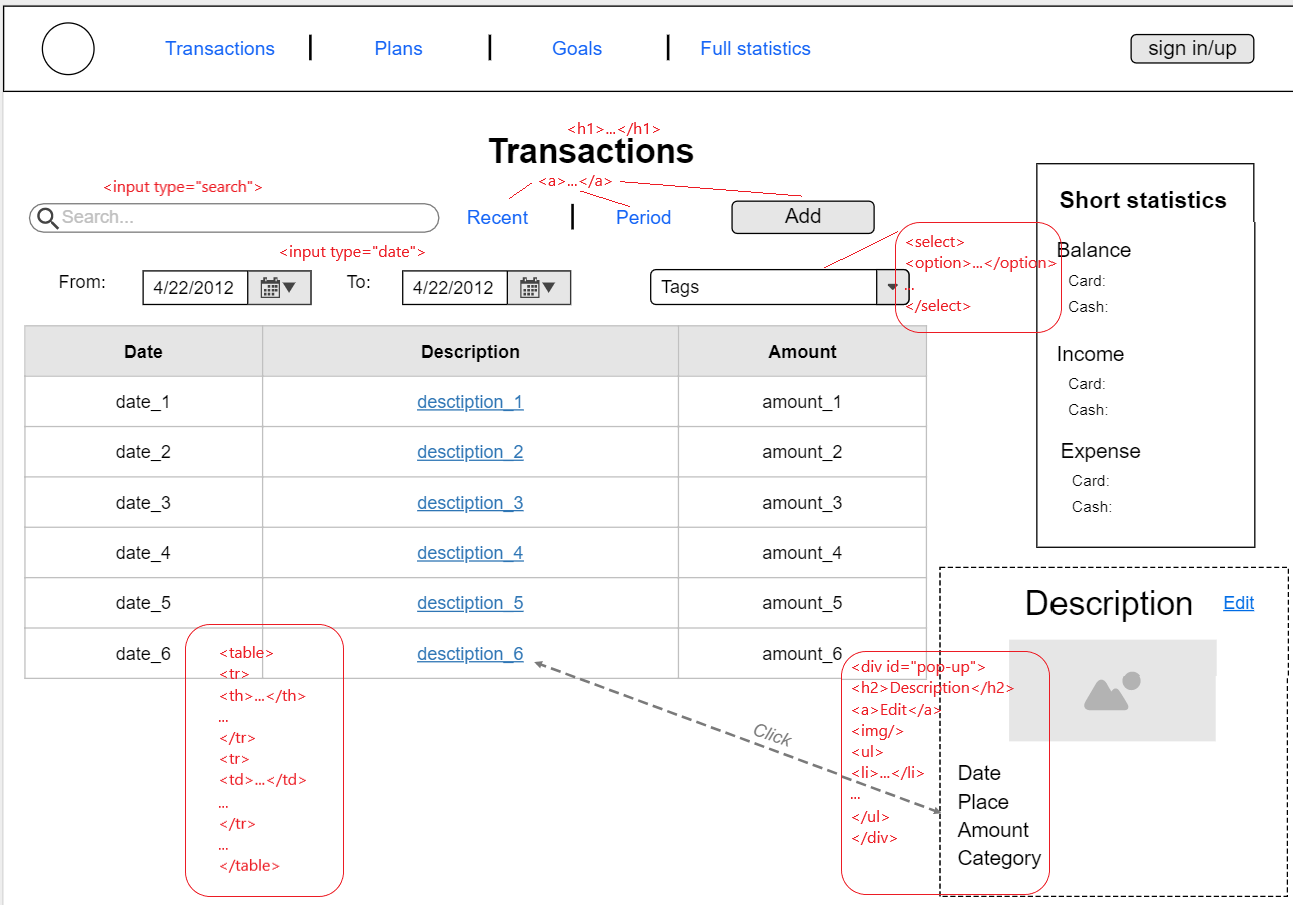 Transactions
Plans
Goals
Full statistics
sign in/up
<h1>...</h1>
Transactions
<input type="search">
<a>...</a>
Search...
Recent
Period
Add
<input type="date">
From:
4/22/2012
To:
4/22/2012
Tags
<select>
<option>...</option>
..
</select>
Short statistics
Balance
Card:
Cash:
Income
Card:
Cash:
Expense
Card:
Cash:
Date Description Amount
date_1 desctiption_1 amount_1
date_2 desctiption_2 amount_2
date_3 desctiption_3 amount_3
date_4 desctiption_4 amount_4
date_5 desctiption_5 amount_5
date_6 desctiption_6 amount_6
<table>
<tr>
<th>...</th>
...
</tr>
<tr>
<td>...</td>
...
</tr>
...
</table>
Click
<div id="pop-up">
<h2>Description</h2>
<a>Edit</a>
<img/>
<ul>
<li>...</li>
...
</ul>
</div>
Description
Edit
Date
Place
Amount
Category